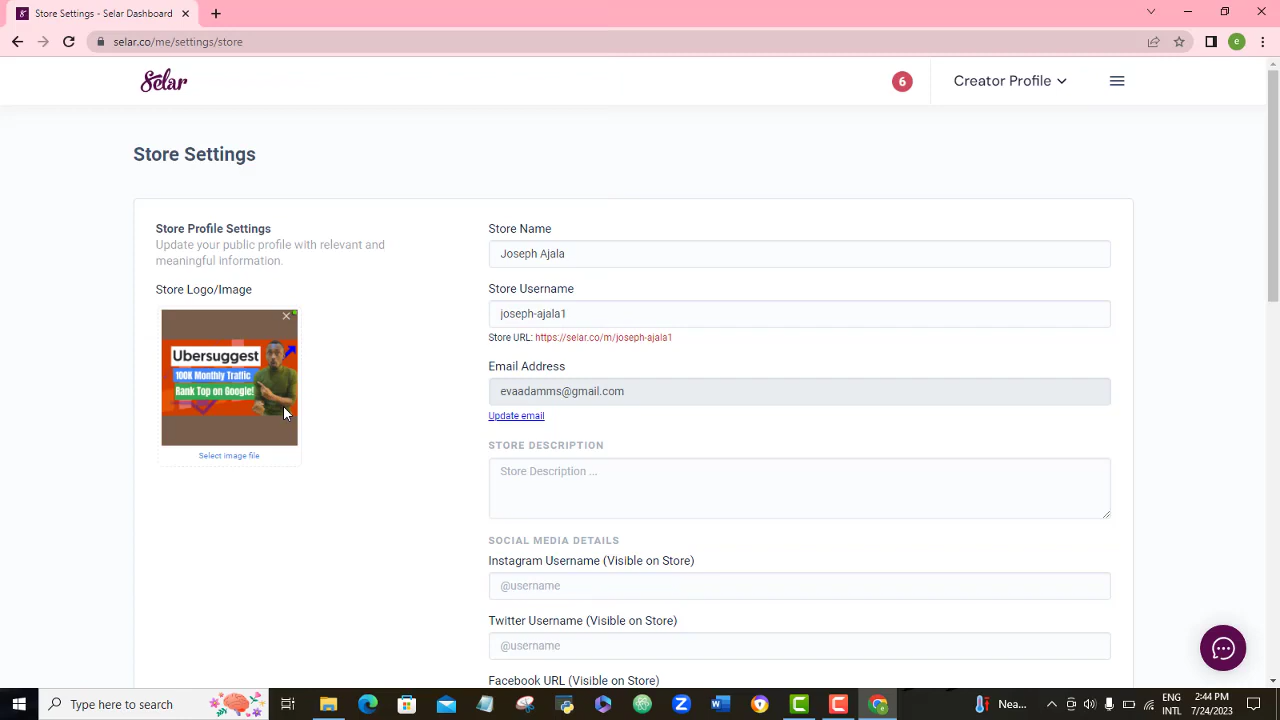 Store Settings - Selar Dashboard
selar.co/me/settings/store
e
Selar
6
Creator Profile
Store Settings
Store Profile Settings
Update your public profile with relevant and
meaningful information.
Store Logo/Image
Ubersuggest
100K Monthly Traffic
Rank Top on Google!
Select image file
Store Name
Joseph Ajala
Store Username
joseph-ajala1
Store URL: https://selar.co/m/joseph-ajala1
Email Address
evaadamms@gmail.com
Update email
STORE DESCRIPTION
Store Description ...
SOCIAL MEDIA DETAILS
Instagram Username (Visible on Store)
@username
Twitter Username (Visible on Store)
@username
Facebook URL (Visible on Store)
Type here to search
Nea...
ENG
INTL
2:44 PM
7/24/2023